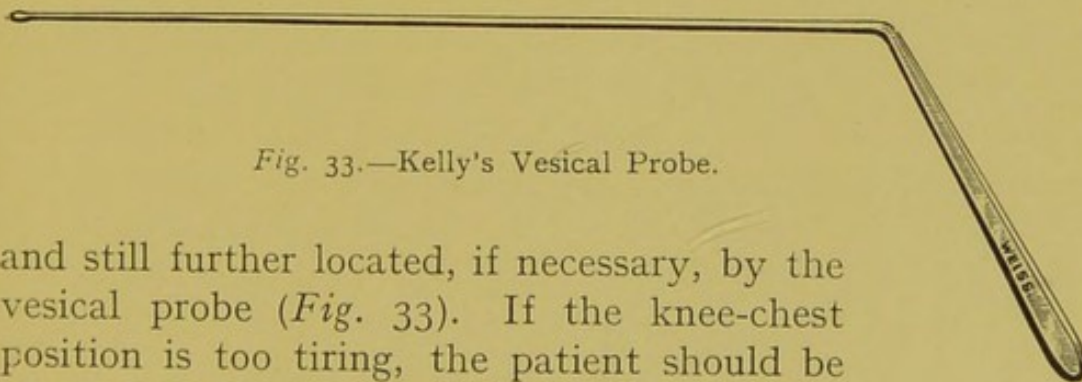 Fig. 33.—Kelly's Vesical Probe.
WEISS
and still further located, if necessary, by the
vesical probe (Fig. 33). If the knee-chest
position is too tiring, the patient should be